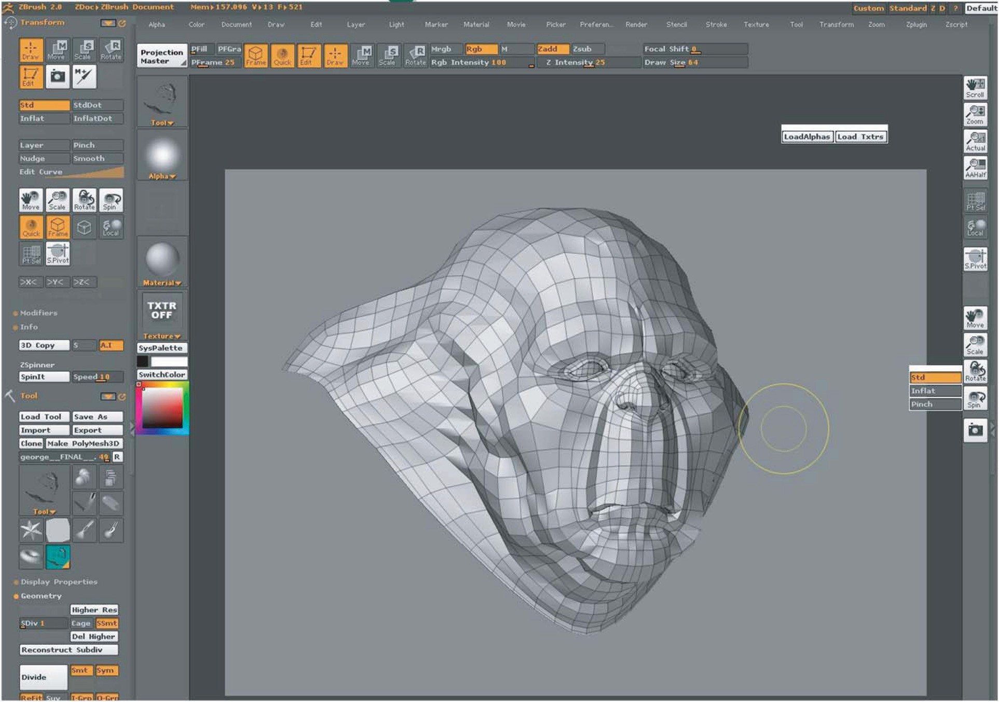 ZBrush 2.0 ZDoc▸ZBrush Document Mem▸157.096 V▸13 F▸521 Custom Standard Z D ? Default
Transform
Alpha Color Document Draw Edit Layer Light Marker Material Movie Picker Preferen... Render Stencil Stroke Texture Tool Transform Zoom Zplugin Zscript
Draw Move Scale Rotate
Edit M+
Projection Master
PFill PFGra
PFrame 25
Frame Quick Edit Draw Move Scale Rotate
Mrgb Rgb M Zadd Zsub Focal Shift 0
Rgb Intensity 100 Z Intensity 25 Draw Size 64
Std StdDot
Inflat InflatDot
Layer Pinch
Nudge Smooth
Edit Curve
Move Scale Rotate Spin
Quick Frame Local
Pt Sel S.Pivot
>X< >Y< >Z<
Modifiers
Info
3D Copy S A.I
ZSpinner
SpinIt Speed 10
Tool
Load Tool Save As
Import Export
Clone Make PolyMesh3D
george__FINAL__. 49 R
Tool
Display Properties
Geometry
Higher Res
SDiv 1 Cage SSmt
Del Higher
Reconstruct Subdiv
Divide Smt Sym
ReFit Suv I-Grp O-Grp
Tool
Alpha
Material
TXTR
OFF
Texture
SysPalette
SwitchColor
LoadAlphas Load Txtrs
Scroll
Zoom
Actual
AAHalf
Pt Sel
Local
S.Pivot
Move
Scale
Rotate
Spin
Std
Inflat
Pinch